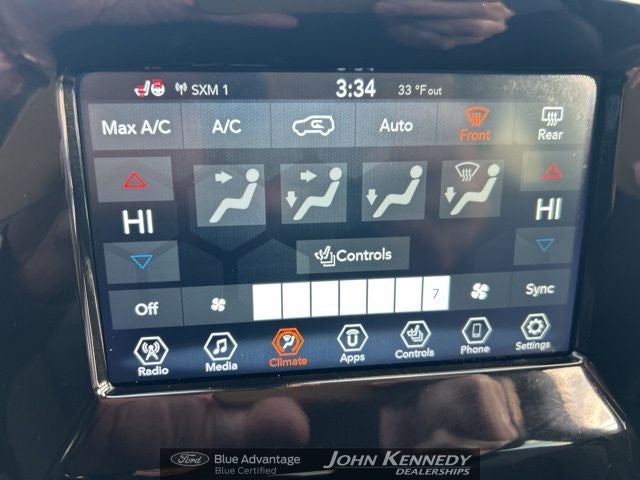 SXM 1 3:34 33 °F out
Max A/C A/C Auto Front Rear
HI HI
Controls
Off 7 Sync
Radio Media Climate Apps Controls Phone Settings
Ford Blue Advantage
Blue Certified
JOHN KENNEDY
DEALERSHIPS